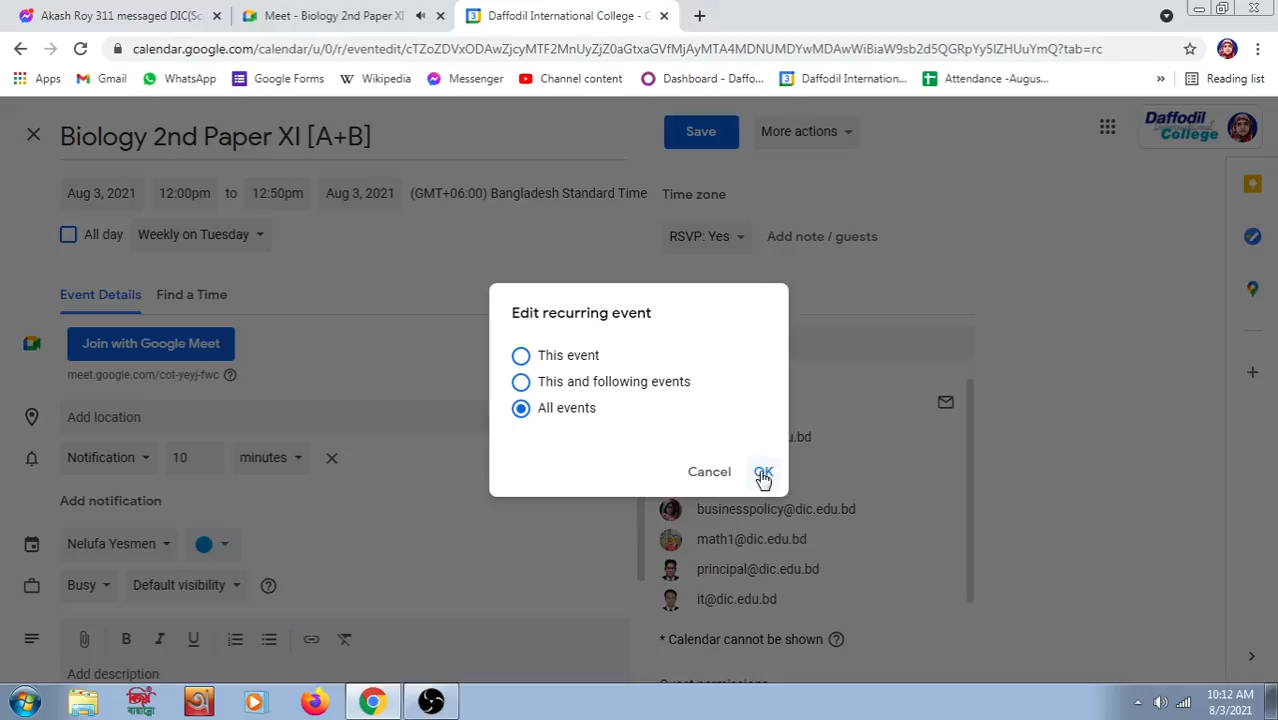 Akash Roy 311 messaged DIC(Sc
Meet - Biology 2nd Paper XI
Daffodil International College - C
calendar.google.com/calendar/u/0/r/eventedit/cTZoZDVxODAwZjcyMTF2MnUyZjZ0aGtxaGVfMjAyMTA4MDNUMDYwMDAwWiBiaW9sb2d5QGRpYy5lZHUuYmQ?tab=rc
Apps Gmail WhatsApp Google Forms Wikipedia Messenger Channel content Dashboard - Daffo... Daffodil Internation... Attendance -Augus... » Reading list
Biology 2nd Paper XI [A+B]
Save
More actions
Daffodil
International
College
Aug 3, 2021 12:00pm to 12:50pm Aug 3, 2021 (GMT+06:00) Bangladesh Standard Time Time zone
All day Weekly on Tuesday
RSVP: Yes Add note / guests
Event Details Find a Time
Edit recurring event
Join with Google Meet
This event
meet.google.com/cot-yeyj-fwc
This and following events
All events
Add location
u.bd
Notification 10 minutes
Cancel OK
Add notification
businesspolicy@dic.edu.bd
Nelufa Yesmen
math1@dic.edu.bd
Busy Default visibility
principal@dic.edu.bd
it@dic.edu.bd
B I U
* Calendar cannot be shown
Add description
10:12 AM
8/3/2021